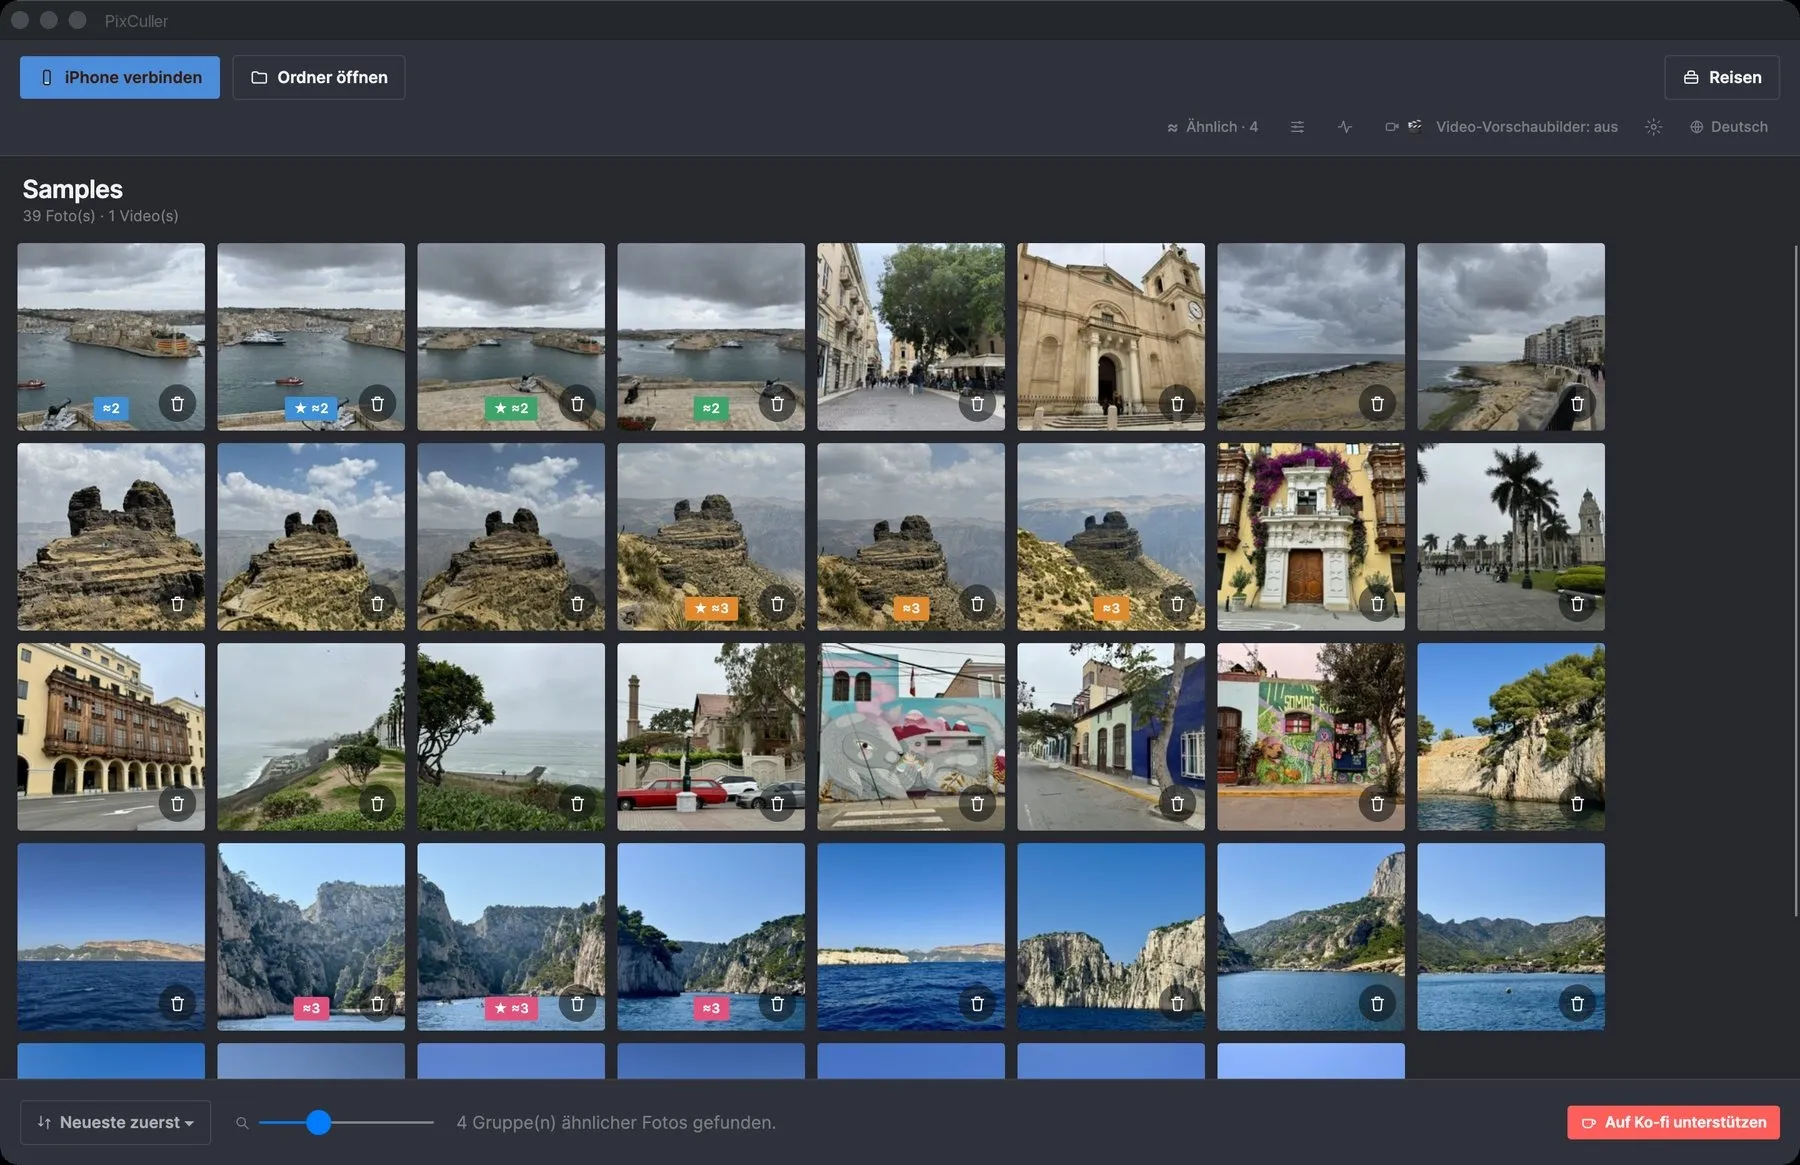 PixCuller
iPhone verbinden
Ordner öffnen
Reisen
≈ Ähnlich · 4
Video-Vorschaubilder: aus
Deutsch
Samples
39 Foto(s) · 1 Video(s)
≈2
★ ≈2
★ ≈2
≈2
★ ≈3
≈3
≈3
SOMOS
≈3
★ ≈3
≈3
Neueste zuerst
4 Gruppe(n) ähnlicher Fotos gefunden.
Auf Ko-fi unterstützen